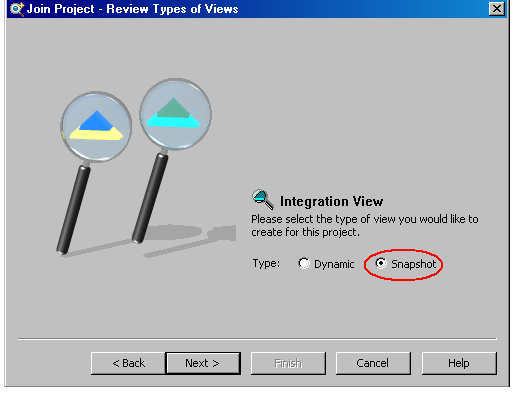 Join Project - Review Types of Views
Integration View
Please select the type of view you would like to
create for this project.
Type: Dynamic Snapshot
< Back Next > Finish Cancel Help